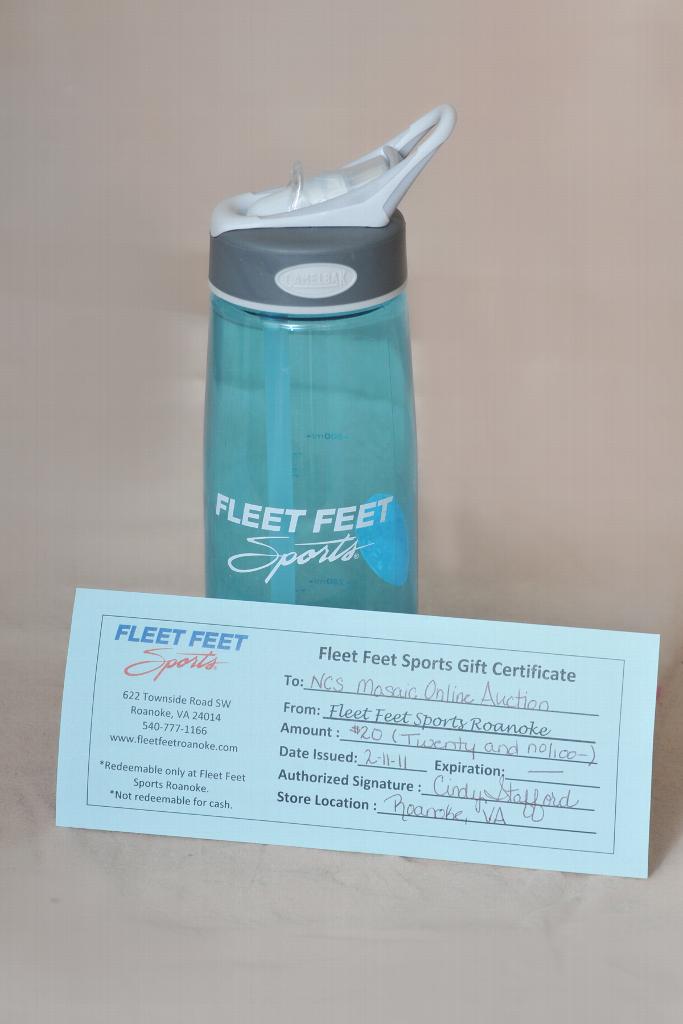 CAMELBAK
FLEET FEET
Sports
FLEET FEET
Sports
622 Townside Road SW
Roanoke, VA 24014
540-777-1166
www.fleetfeetroanoke.com
*Redeemable only at Fleet Feet
Sports Roanoke.
*Not redeemable for cash.
Fleet Feet Sports Gift Certificate
To: NCS Mosaic Online Auction
From: Fleet Feet Sports Roanoke
Amount : $20 (Twenty and no/100-)
Date Issued: 2-11-11 Expiration: —
Authorized Signature : Cindy Stafford
Store Location : Roanoke, VA